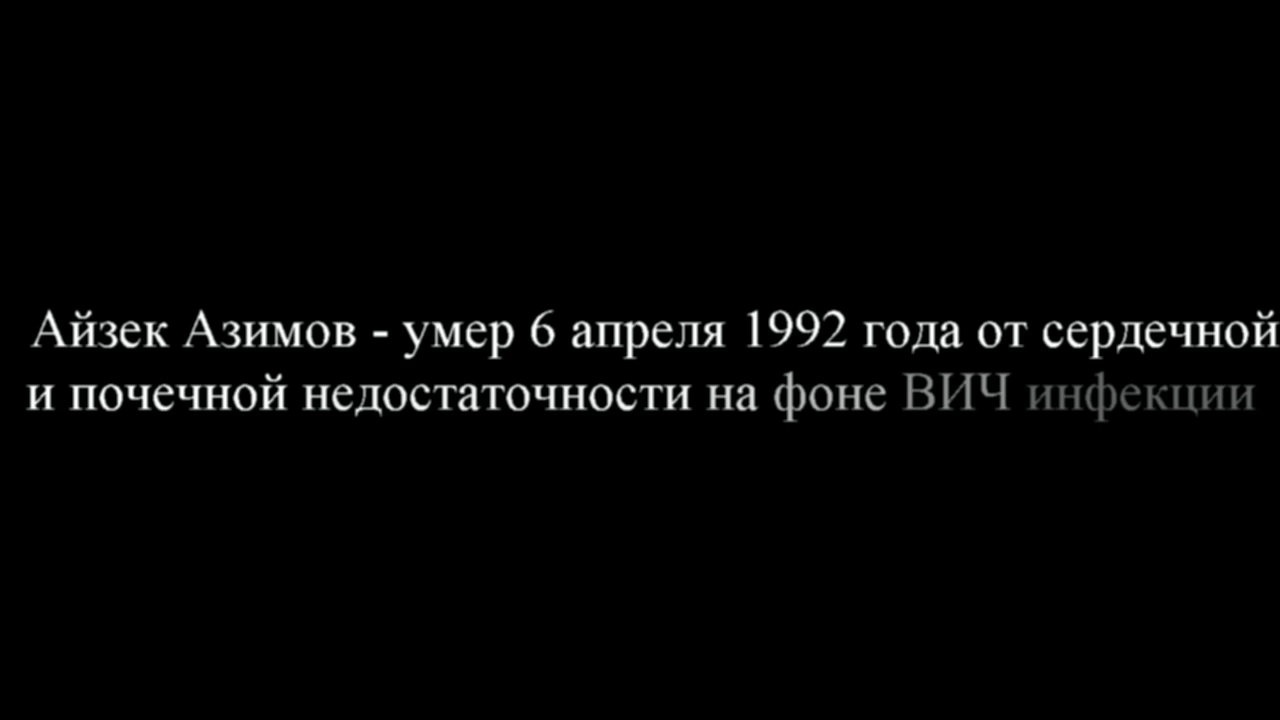 Айзек Азимов - умер 6 апреля 1992 года от сердечной
и почечной недостаточности на фоне ВИЧ инфекции